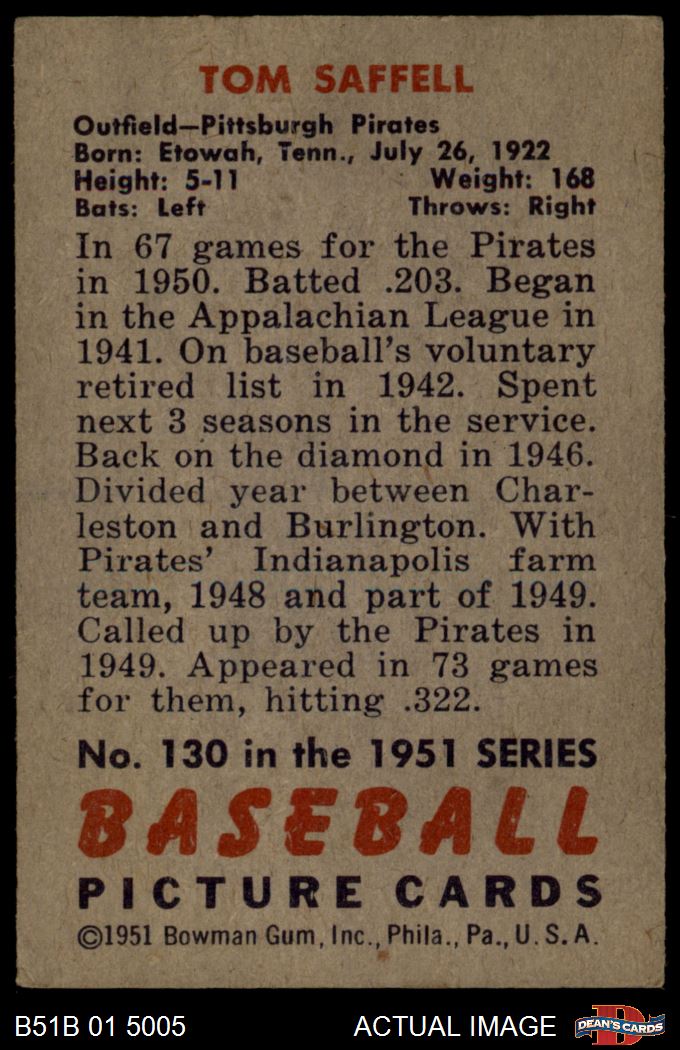 TOM SAFFELL
Outfield—Pittsburgh Pirates
Born: Etowah, Tenn., July 26, 1922
Height: 5-11 Weight: 168
Bats: Left Throws: Right
In 67 games for the Pirates
in 1950. Batted .203. Began
in the Appalachian League in
1941. On baseball's voluntary
retired list in 1942. Spent
next 3 seasons in the service.
Back on the diamond in 1946.
Divided year between Char-
leston and Burlington. With
Pirates' Indianapolis farm
team, 1948 and part of 1949.
Called up by the Pirates in
1949. Appeared in 73 games
for them, hitting .322.
No. 130 in the 1951 SERIES
BASEBALL
PICTURE CARDS
©1951 Bowman Gum, Inc., Phila., Pa., U.S.A.
B51B 01 5005 ACTUAL IMAGE DEAN'S CARDS